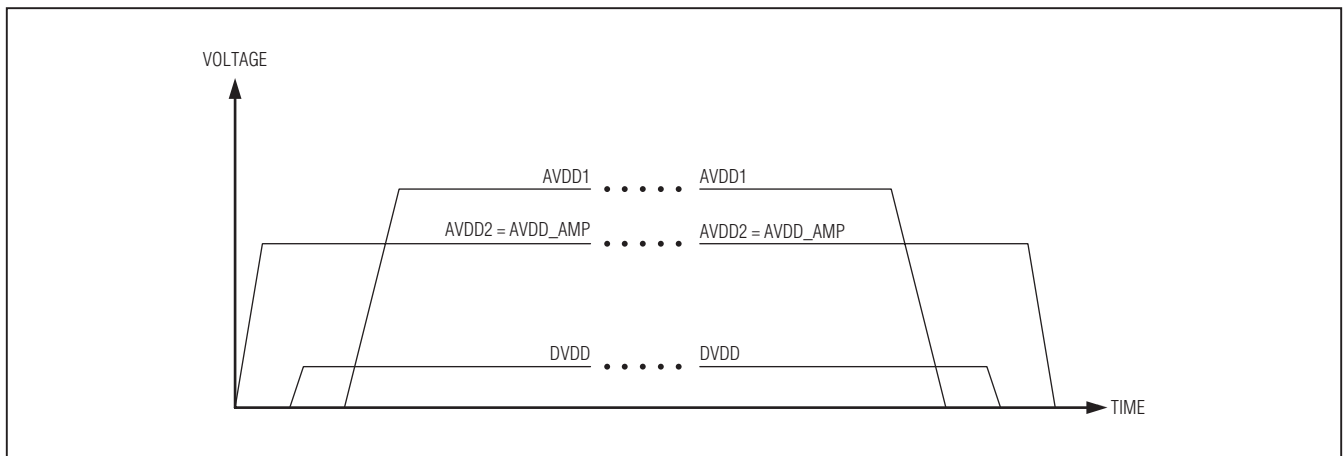 VOLTAGE
AVDD1 AVDD1
AVDD2 = AVDD_AMP AVDD2 = AVDD_AMP
DVDD DVDD
TIME